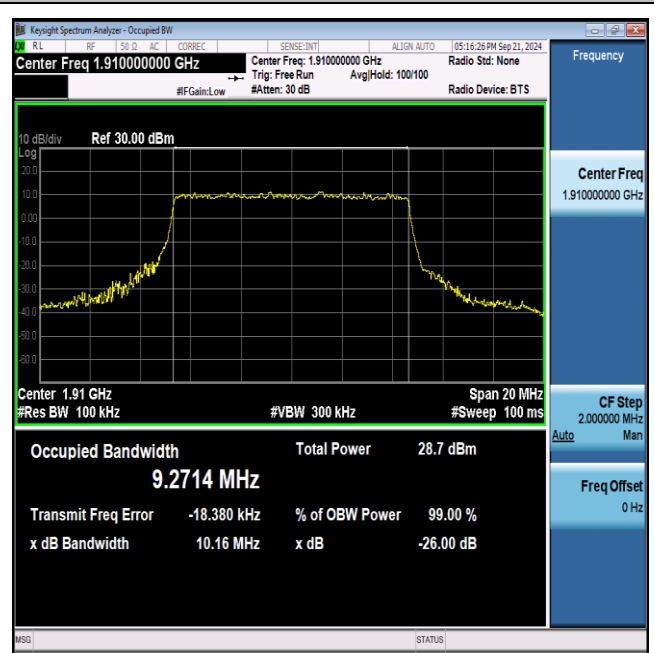 Keysight Spectrum Analyzer - Occupied BW
RL RF 50 Ω AC CORREC SENSE:INT ALIGN AUTO 05:16:26 PM Sep 21, 2024
Center Freq 1.910000000 GHz
Center Freq: 1.910000000 GHz
Radio Std: None
Trig: Free Run Avg|Hold: 100/100
#IFGain:Low #Atten: 30 dB Radio Device: BTS
Frequency
10 dB/div Ref 30.00 dBm
Log
20.0
10.0
0.00
-10.0
-20.0
-30.0
-40.0
-50.0
-60.0
Center 1.91 GHz Span 20 MHz
#Res BW 100 kHz #VBW 300 kHz #Sweep 100 ms
Center Freq
1.910000000 GHz
CF Step
2.000000 MHz
Auto Man
Freq Offset
0 Hz
Occupied Bandwidth Total Power 28.7 dBm
9.2714 MHz
Transmit Freq Error -18.380 kHz % of OBW Power 99.00 %
x dB Bandwidth 10.16 MHz x dB -26.00 dB
MSG STATUS